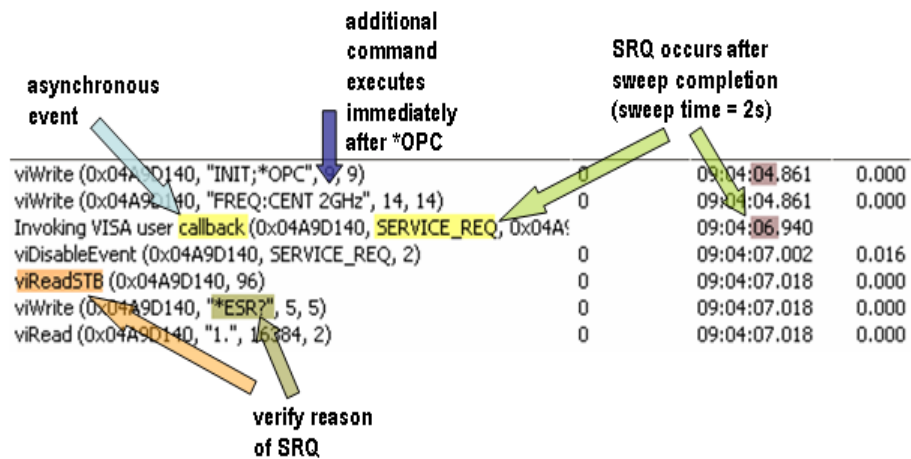 additional
command
executes
immediately
after *OPC
SRQ occurs after
sweep completion
(sweep time = 2s)
asynchronous
event
viWrite (0x04A9D140, "INIT;*OPC", 9, 9) 0 09:04:04.861 0.000
viWrite (0x04A9D140, "FREQ:CENT 2GHz", 14, 14) 0 09:04:04.861 0.000
Invoking VISA user callback (0x04A9D140, SERVICE_REQ, 0x04A9 09:04:06.940
viDisableEvent (0x04A9D140, SERVICE_REQ, 2) 0 09:04:07.002 0.016
viReadSTB (0x04A9D140, 96) 0 09:04:07.018 0.000
viWrite (0x04A9D140, "*ESR?", 5, 5) 0 09:04:07.018 0.000
viRead (0x04A9D140, "1.", 16384, 2) 0 09:04:07.018 0.000
verify reason
of SRQ